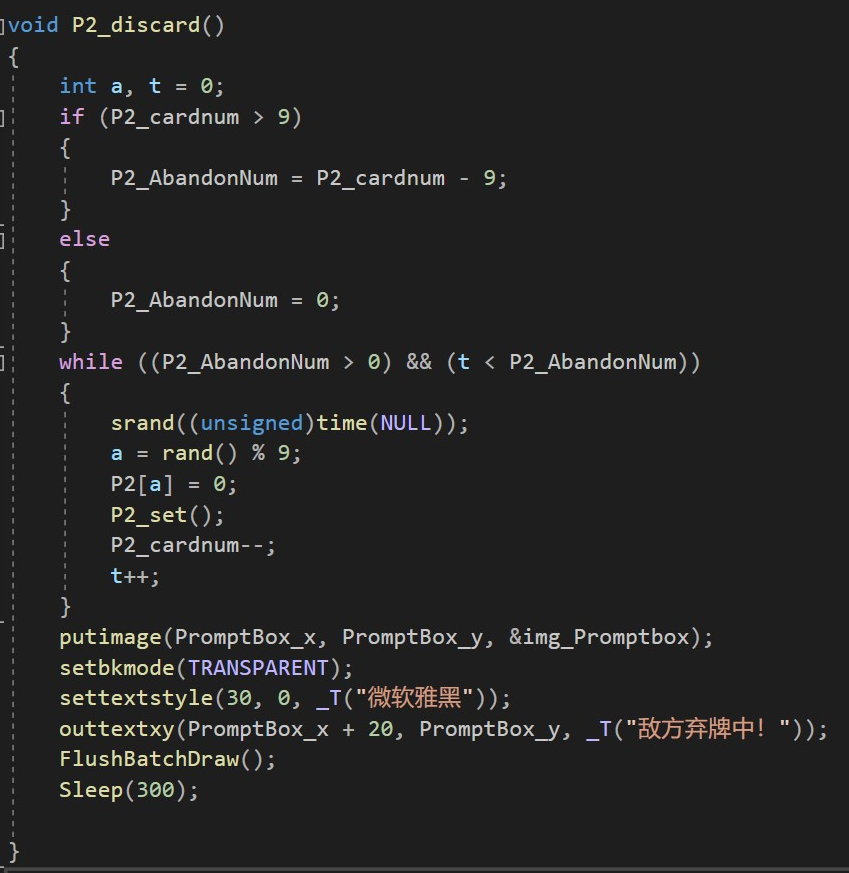 void P2_discard()
{
    int a, t = 0;
    if (P2_cardnum > 9)
    {
        P2_AbandonNum = P2_cardnum - 9;
    }
    else
    {
        P2_AbandonNum = 0;
    }
    while ((P2_AbandonNum > 0) && (t < P2_AbandonNum))
    {
        srand((unsigned)time(NULL));
        a = rand() % 9;
        P2[a] = 0;
        P2_set();
        P2_cardnum--;
        t++;
    }
    putimage(PromptBox_x, PromptBox_y, &img_Promptbox);
    setbkmode(TRANSPARENT);
    settextstyle(30, 0, _T("微软雅黑"));
    outtextxy(PromptBox_x + 20, PromptBox_y, _T("敌方弃牌中！"));
    FlushBatchDraw();
    Sleep(300);
}